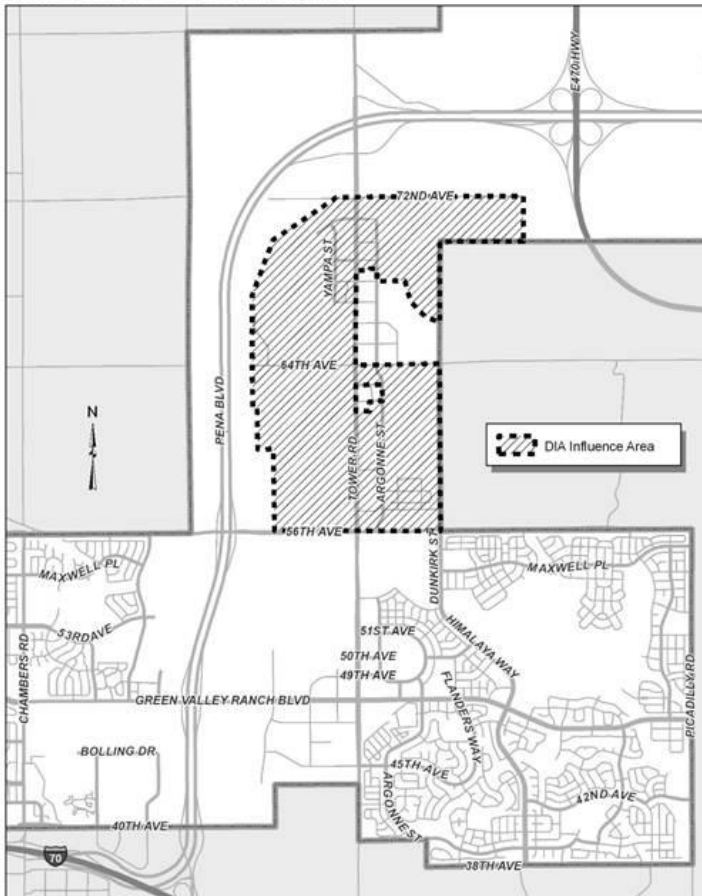 E470 HWY
72ND AVE
YAMPA ST
PENA BLVD
64TH AVE
N
TOWER RD
ARGONNE ST
DIA Influence Area
56TH AVE
DUNKIRK ST
MAXWELL PL
MAXWELL PL
53RD AVE
51ST AVE
HIMALAYA WAY
50TH AVE
49TH AVE
CHAMBERS RD
GREEN VALLEY RANCH BLVD
FLANDERS WAY
PICADILLY RD
BOLLING DR
45TH AVE
ARGONNE ST
42ND AVE
40TH AVE
70
38TH AVE